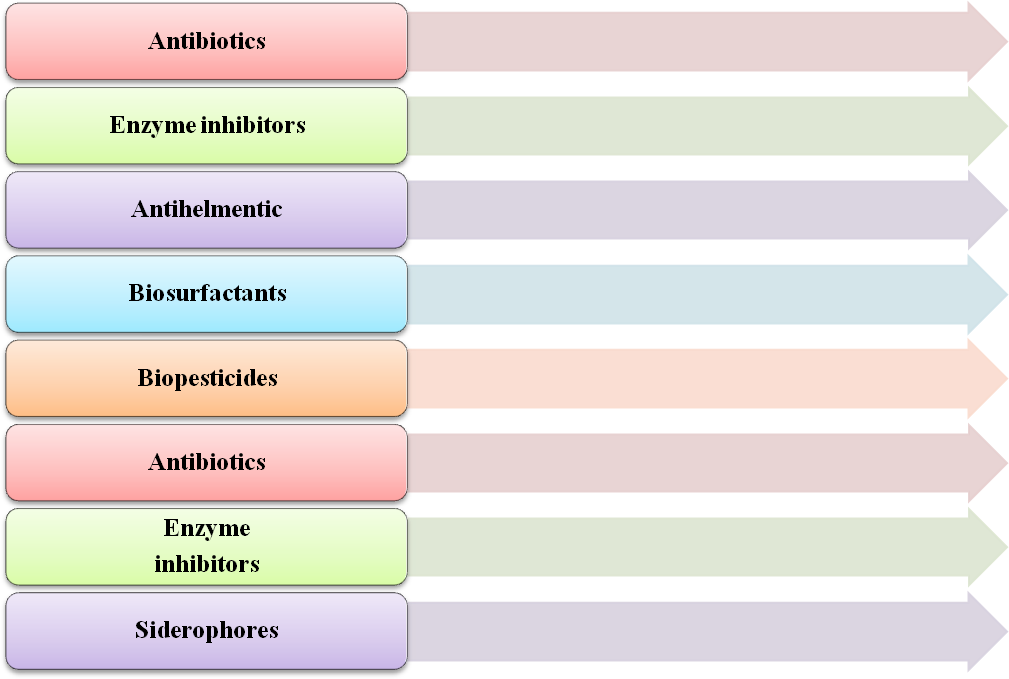 Antibiotics
Enzyme inhibitors
Antihelmentic
Biosurfactants
Biopesticides
Antibiotics
Enzyme
inhibitors
Siderophores